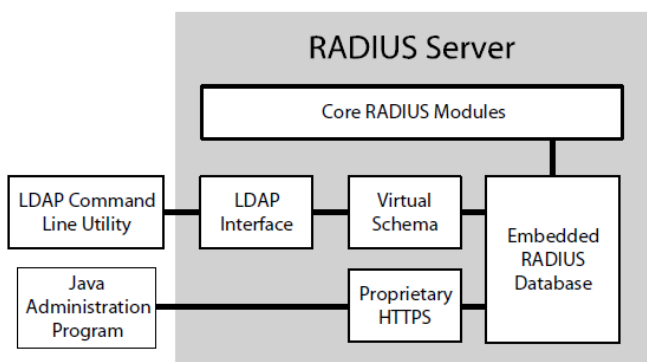 RADIUS Server
Core RADIUS Modules
LDAP Command
Line Utility
LDAP
Interface
Virtual
Schema
Embedded
RADIUS
Database
Java
Administration
Program
Proprietary
HTTPS